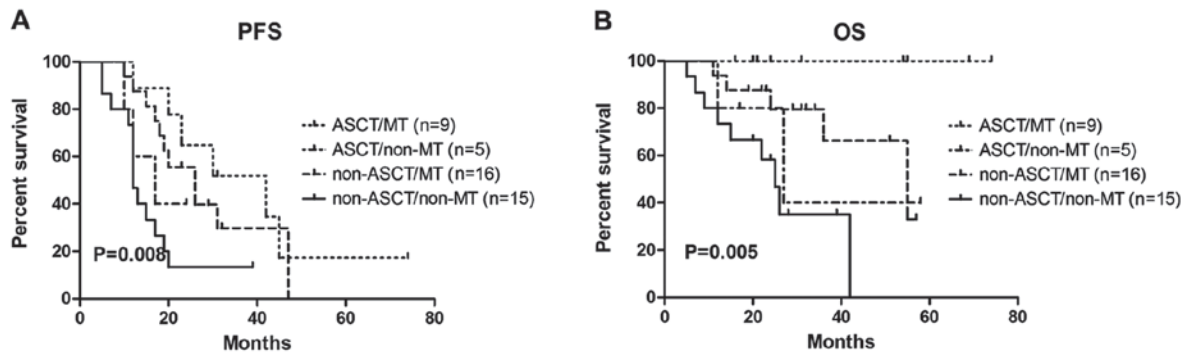 A
PFS
Percent survival
100
80
60
40
20
0
P=0.008
ASCT/MT (n=9)
ASCT/non-MT (n=5)
non-ASCT/MT (n=16)
non-ASCT/non-MT (n=15)
0 20 40 60 80
Months
B
OS
Percent survival
100
80
60
40
20
0
P=0.005
ASCT/MT (n=9)
ASCT/non-MT (n=5)
non-ASCT/MT (n=16)
non-ASCT/non-MT (n=15)
0 20 40 60 80
Months